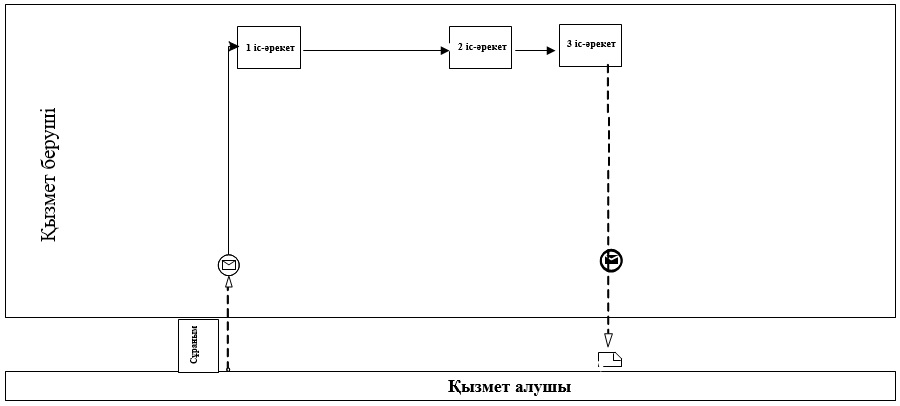 1 іс-әрекет
2 іс-әрекет
3 іс-әрекет
Қызмет беруші
Сұраным
Қызмет алушы